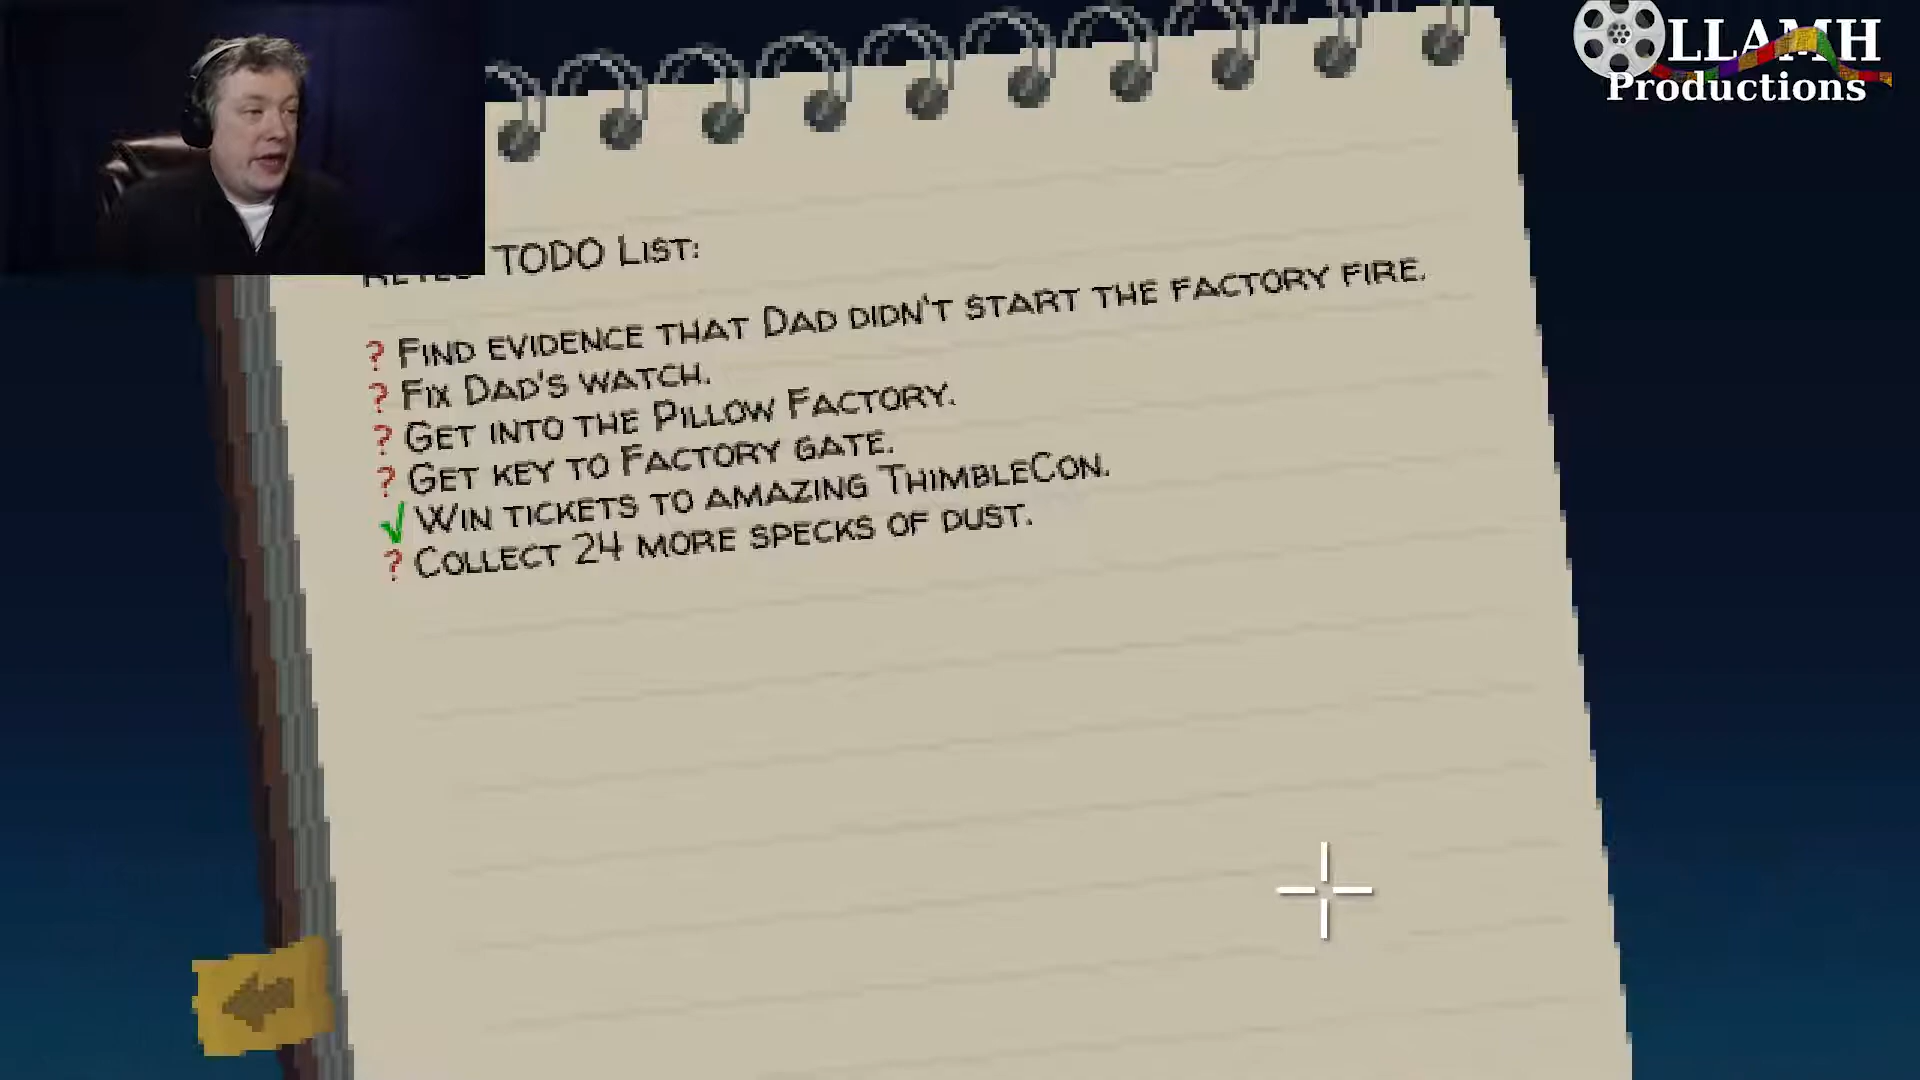 OLLAMH
Productions
TODO LIST:
? FIND EVIDENCE THAT DAD DIDN'T START THE FACTORY FIRE.
? FIX DAD'S WATCH.
? GET INTO THE PILLOW FACTORY.
? GET KEY TO FACTORY GATE.
√ WIN TICKETS TO AMAZING THIMBLECON.
? COLLECT 24 MORE SPECKS OF DUST.